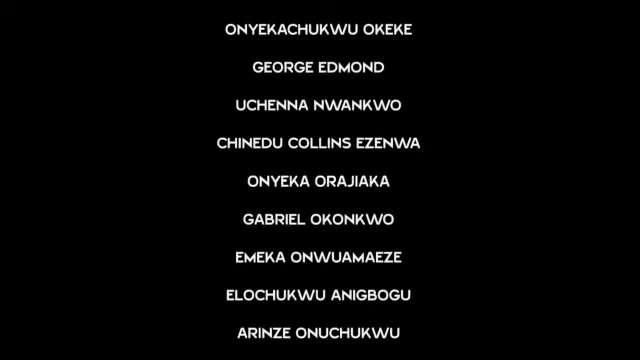 ONYEKACHUKWU OKEKE
GEORGE EDMOND
UCHENNA NWANKWO
CHINEDU COLLINS EZENWA
ONYEKA ORAJIAKA
GABRIEL OKONKWO
EMEKA ONWUAMAEZE
ELOCHUKWU ANIGBOGU
ARINZE ONUCHUKWU